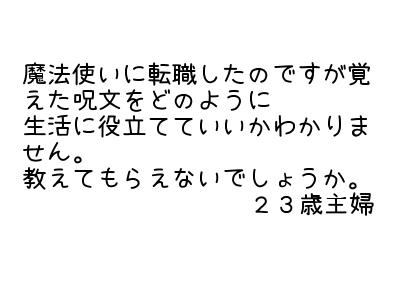 魔法使いに転職したのですが覚
えた呪文をどのように
生活に役立てていいかわかりま
せん。
教えてもらえないでしょうか。
２３歳主婦